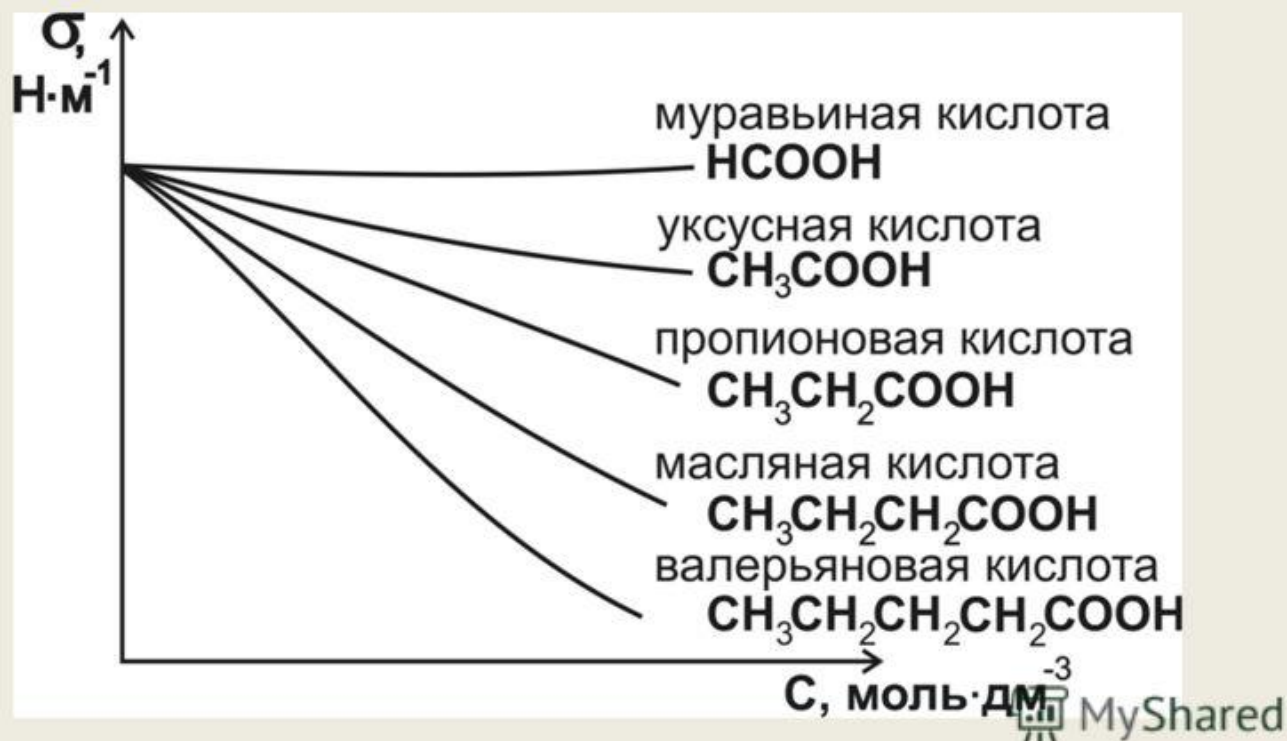 σ,
Н·м⁻¹
муравьиная кислота
HCOOH
уксусная кислота
CH₃COOH
пропионовая кислота
CH₃CH₂COOH
масляная кислота
CH₃CH₂CH₂COOH
валерьяновая кислота
CH₃CH₂CH₂CH₂COOH
С, моль·дм⁻³
MyShared